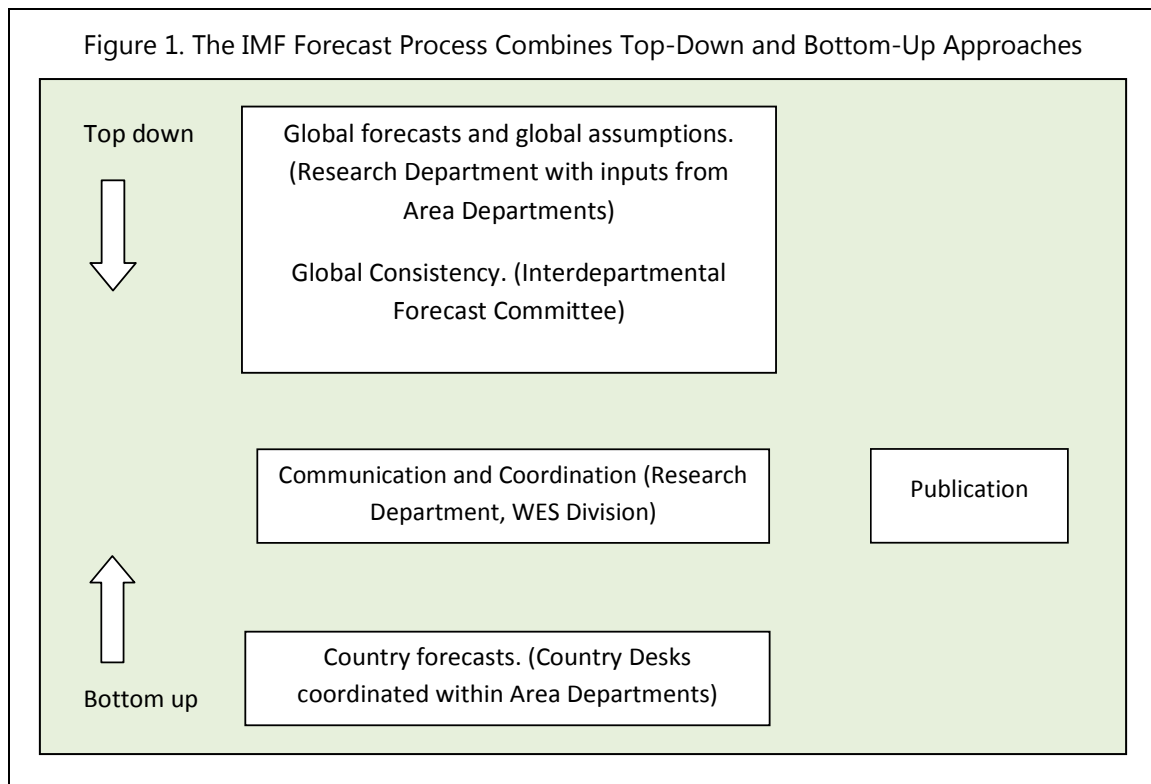 Figure 1. The IMF Forecast Process Combines Top-Down and Bottom-Up Approaches
Top down
Global forecasts and global assumptions.
(Research Department with inputs from
Area Departments)
Global Consistency. (Interdepartmental
Forecast Committee)
Communication and Coordination (Research
Department, WES Division)
Publication
Country forecasts. (Country Desks
coordinated within Area Departments)
Bottom up